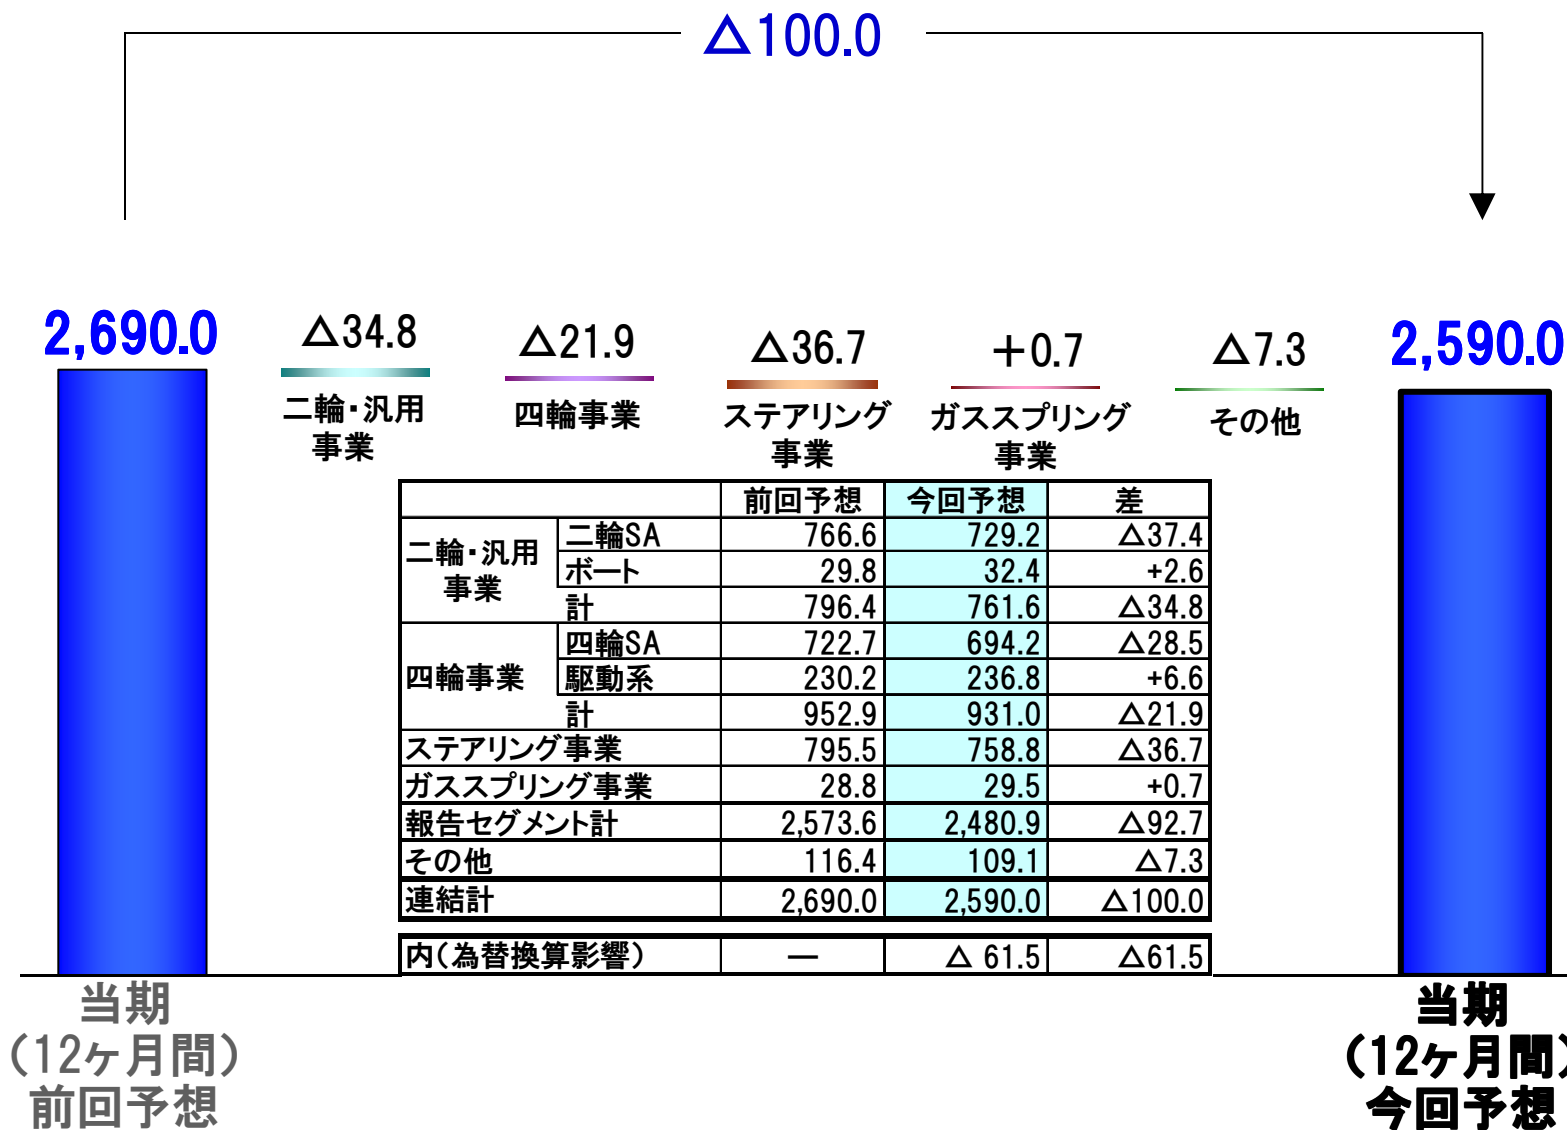 △100.0
2,690.0
△34.8
△21.9
△36.7
＋0.7
△7.3
2,590.0
二輪・汎用
事業
四輪事業
ステアリング
事業
ガススプリング
事業
その他
前回予想 今回予想 差
二輪・汎用
事業
二輪SA 766.6 729.2 △37.4
ボート 29.8 32.4 +2.6
計 796.4 761.6 △34.8
四輪事業
四輪SA 722.7 694.2 △28.5
駆動系 230.2 236.8 +6.6
計 952.9 931.0 △21.9
ステアリング事業 795.5 758.8 △36.7
ガススプリング事業 28.8 29.5 +0.7
報告セグメント計 2,573.6 2,480.9 △92.7
その他 116.4 109.1 △7.3
連結計 2,690.0 2,590.0 △100.0
内（為替換算影響） ― △ 61.5 △61.5
当期
（12ヶ月間）
前回予想
当期
（12ヶ月間）
今回予想